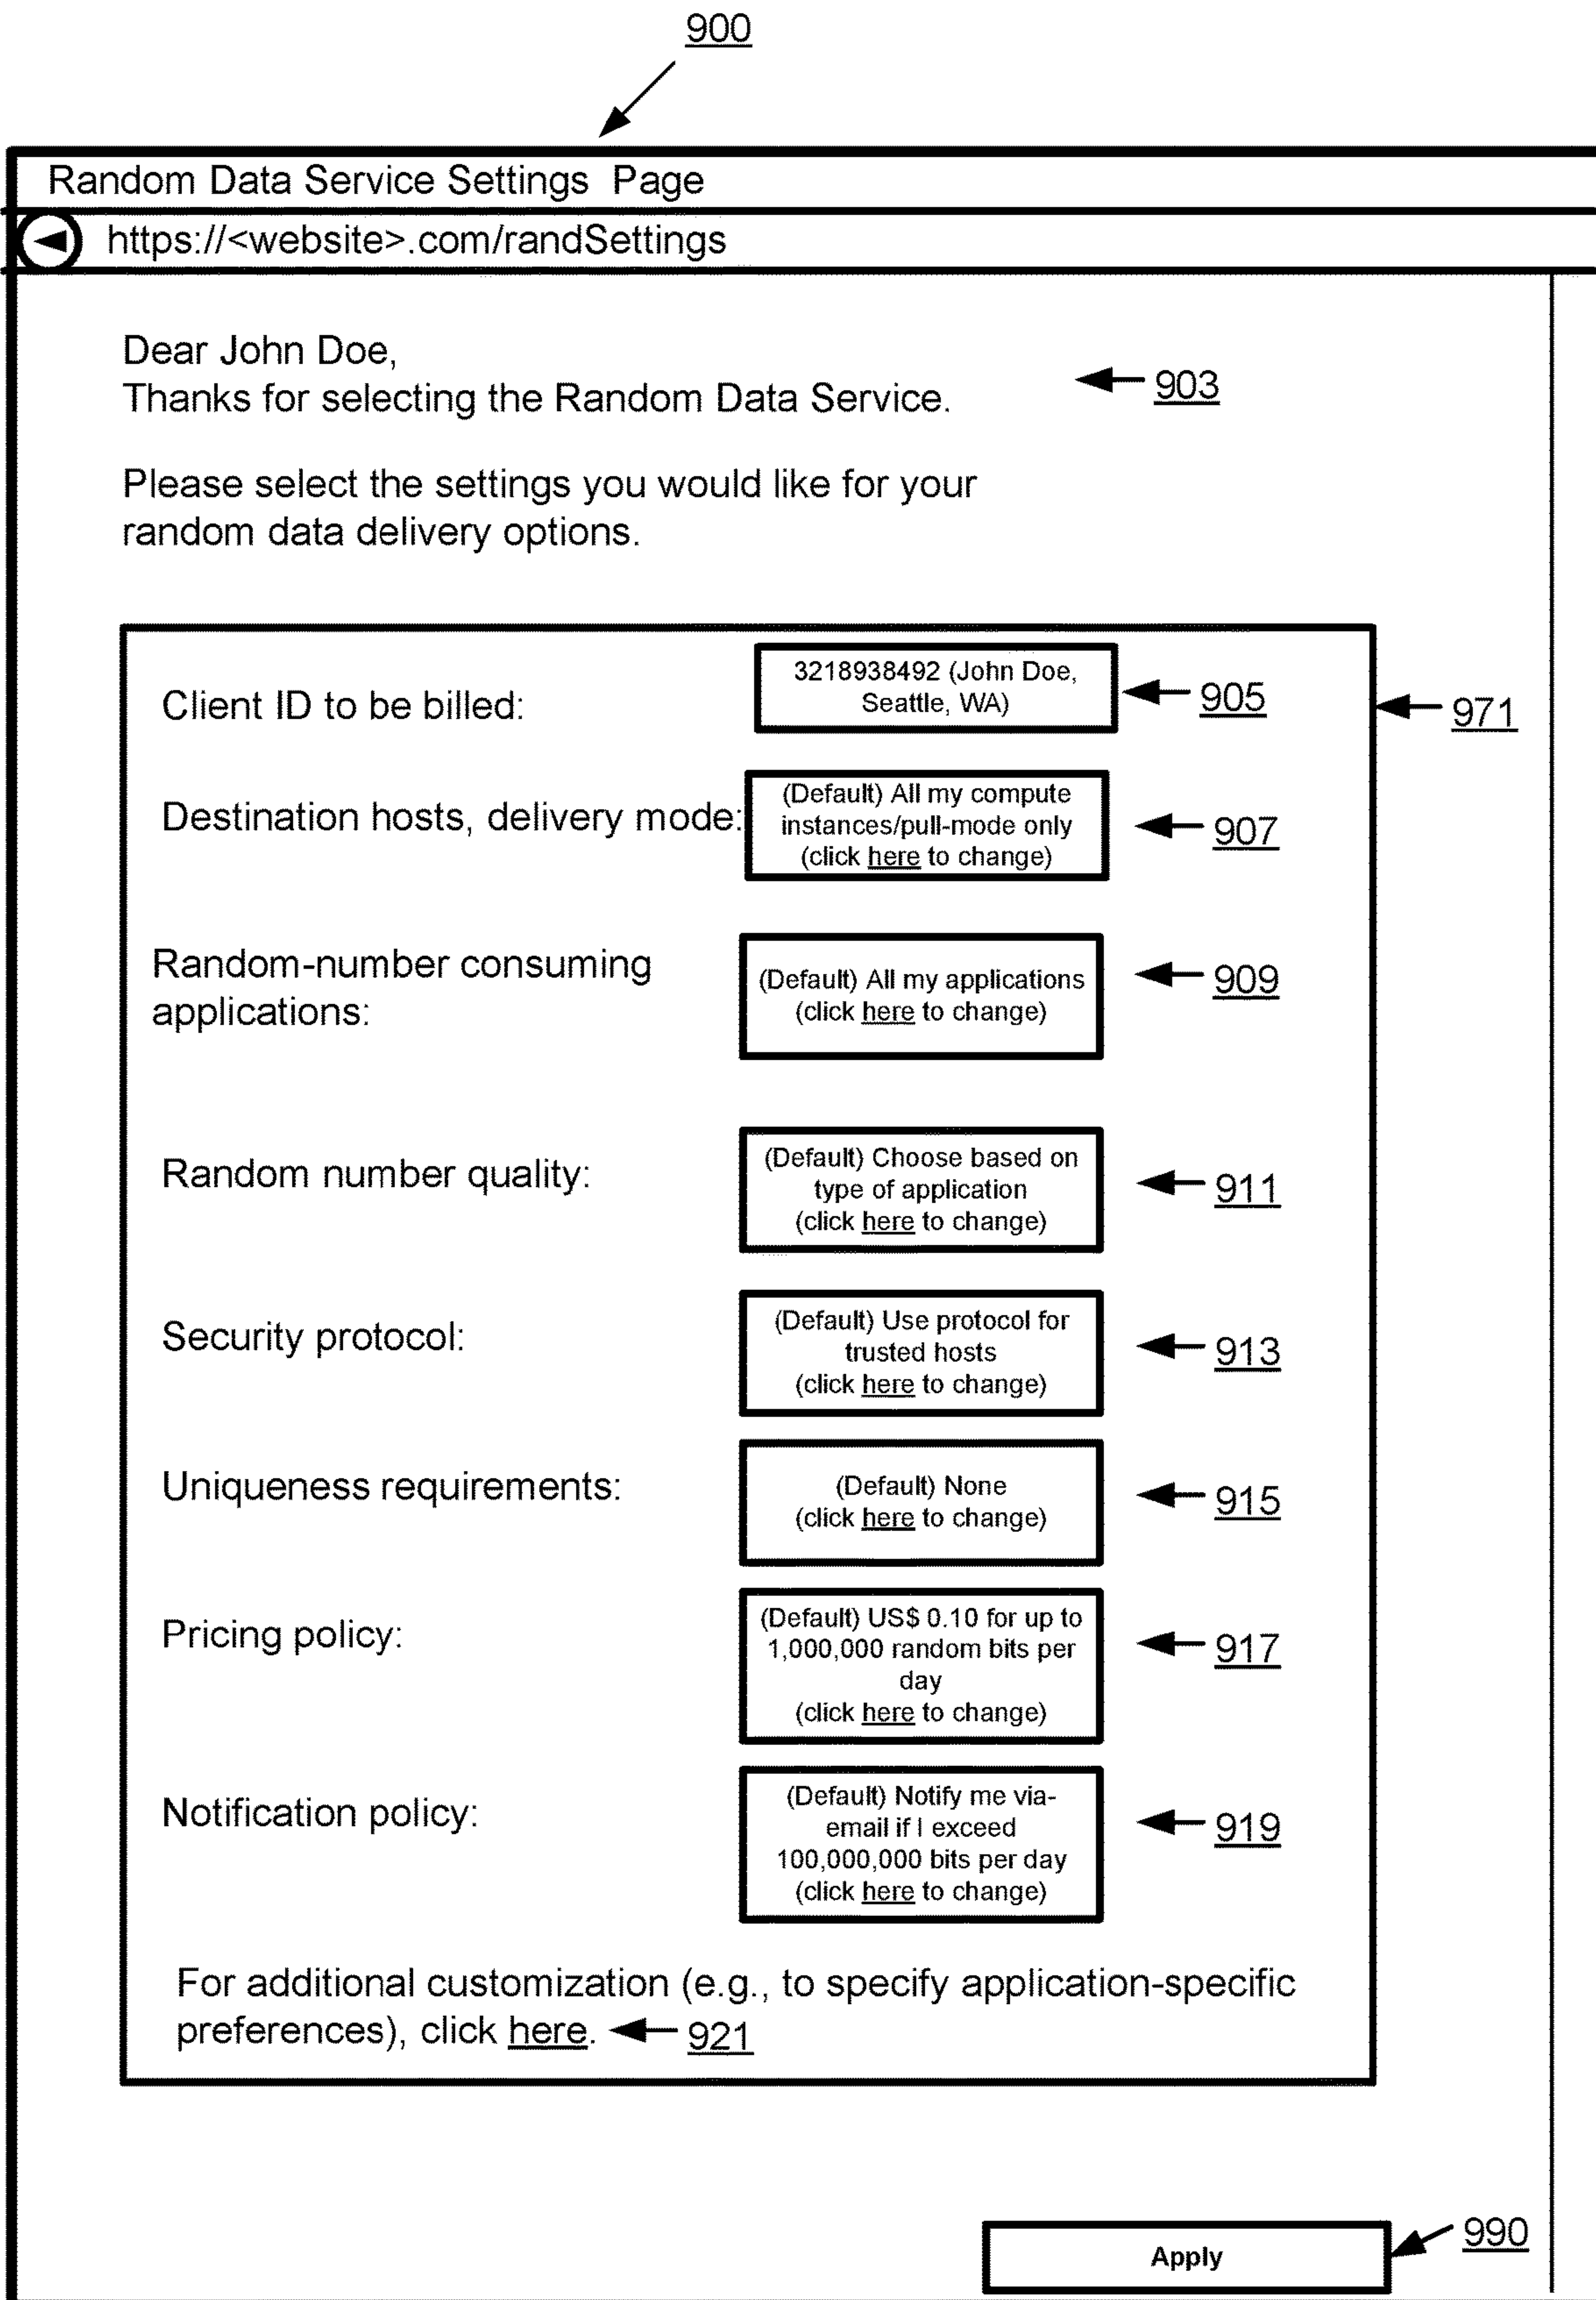 900
Random Data Service Settings Page
https://<website>.com/randSettings
Dear John Doe,
Thanks for selecting the Random Data Service.
903
Please select the settings you would like for your
random data delivery options.
Client ID to be billed:
3218938492 (John Doe,
Seattle, WA)
905
971
Destination hosts, delivery mode:
(Default) All my compute
instances/pull-mode only
(click here to change)
907
Random-number consuming
applications:
(Default) All my applications
(click here to change)
909
Random number quality:
(Default) Choose based on
type of application
(click here to change)
911
Security protocol:
(Default) Use protocol for
trusted hosts
(click here to change)
913
Uniqueness requirements:
(Default) None
(click here to change)
915
Pricing policy:
(Default) US$ 0.10 for up to
1,000,000 random bits per
day
(click here to change)
917
Notification policy:
(Default) Notify me via-
email if I exceed
100,000,000 bits per day
(click here to change)
919
For additional customization (e.g., to specify application-specific
preferences), click here.
921
Apply
990